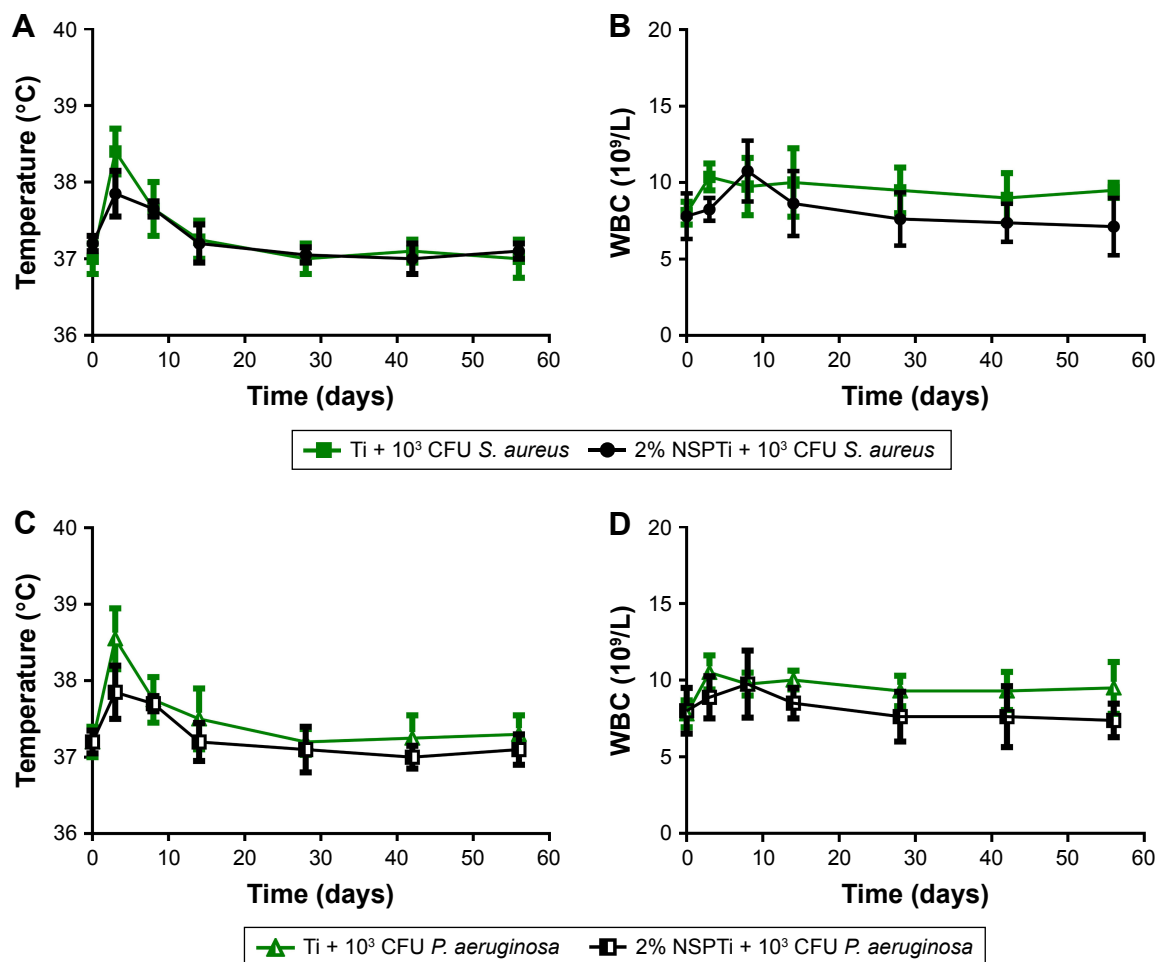 A
Temperature (°C)
40
39
38
37
36
0 10 20 30 40 50 60
Time (days)
B
WBC (10⁹/L)
20
15
10
5
0
0 10 20 30 40 50 60
Time (days)
Ti + 10³ CFU S. aureus 2% NSPTi + 10³ CFU S. aureus
C
Temperature (°C)
40
39
38
37
36
0 10 20 30 40 50 60
Time (days)
D
WBC (10⁹/L)
20
15
10
5
0
0 10 20 30 40 50 60
Time (days)
Ti + 10³ CFU P. aeruginosa 2% NSPTi + 10³ CFU P. aeruginosa